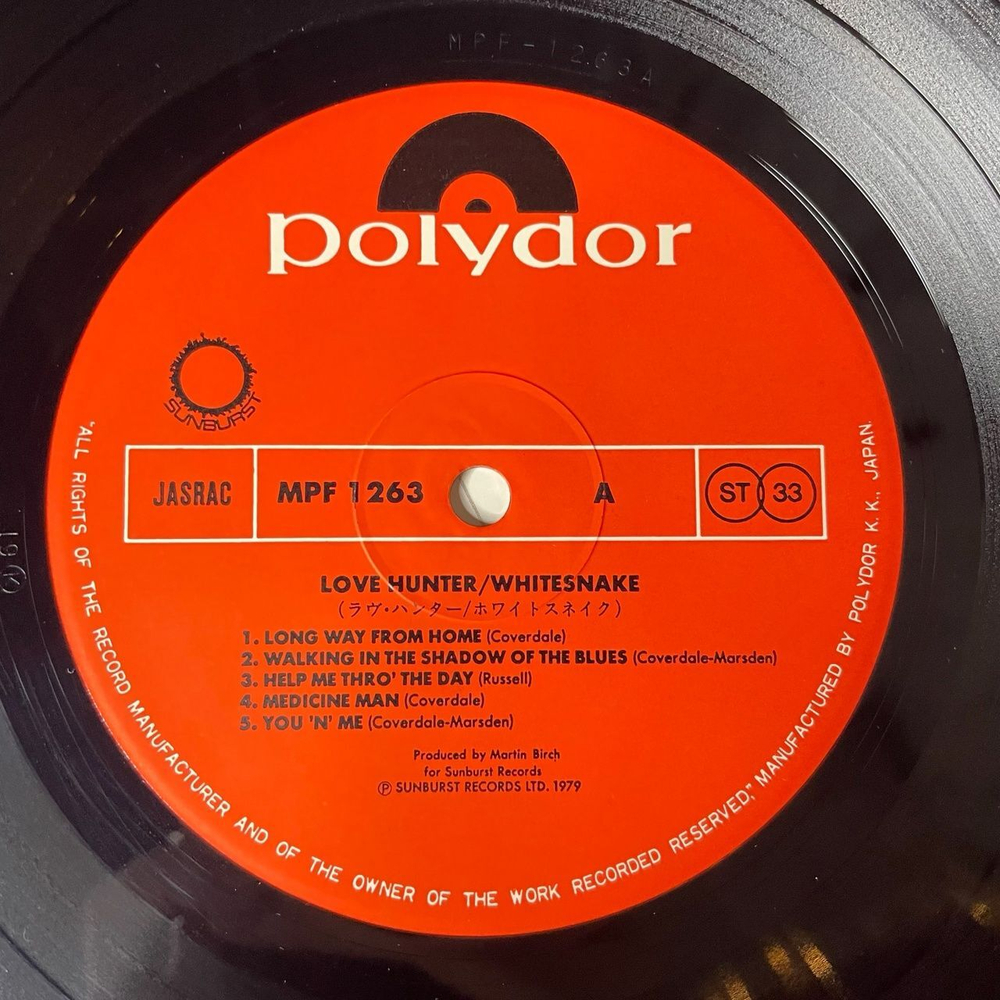 MPF-1263A
polydor
SUNBURST
JASRAC
MPF 1263
A
ST 33
LOVE HUNTER/WHITESNAKE
(ラヴ・ハンター/ホワイトスネイク)
1. LONG WAY FROM HOME (Coverdale)
2. WALKING IN THE SHADOW OF THE BLUES (Coverdale-Marsden)
3. HELP ME THRO' THE DAY (Russell)
4. MEDICINE MAN (Coverdale)
5. YOU 'N' ME (Coverdale-Marsden)
Produced by Martin Birch
for Sunburst Records
Ⓟ SUNBURST RECORDS LTD. 1979
"ALL RIGHTS OF THE RECORD MANUFACTURER AND OF THE OWNER OF THE WORK RECORDED RESERVED," MANUFACTURED BY POLYDOR K.K., JAPAN